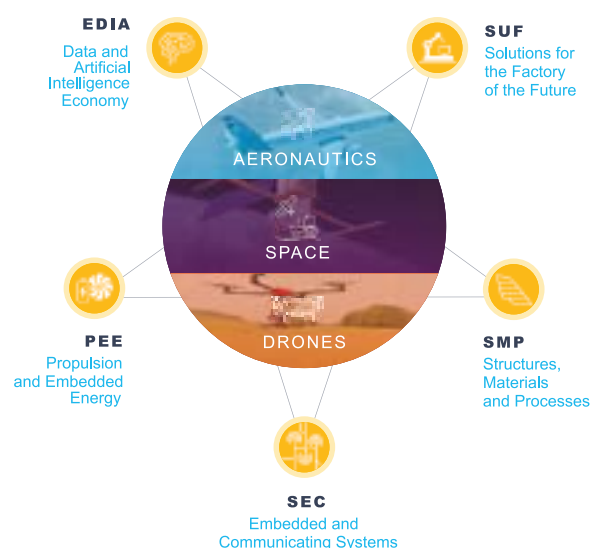 EDIA
Data and
Artificial
Intelligence
Economy
SUF
Solutions for
the Factory
of the Future
AERONAUTICS
SPACE
DRONES
PEE
Propulsion
and Embedded
Energy
SMP
Structures,
Materials
and Processes
SEC
Embedded and
Communicating Systems